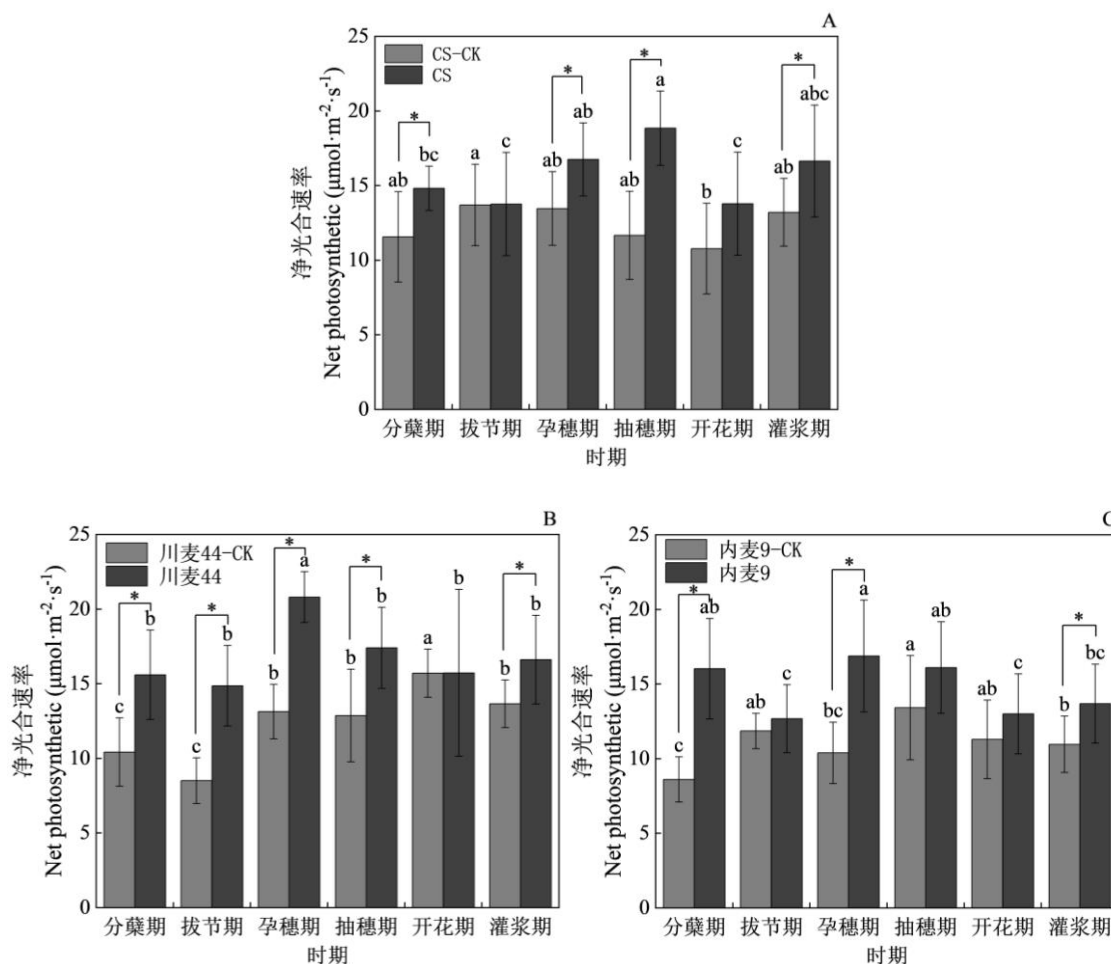 A
净光合速率
Net photosynthetic (μmol·m⁻²·s⁻¹)
25
20
15
10
5
0
CS-CK
CS
* * * *
ab bc a c ab ab ab a b c ab abc
分蘖期 拔节期 孕穗期 抽穗期 开花期 灌浆期
时期
B
净光合速率
Net photosynthetic (μmol·m⁻²·s⁻¹)
25
20
15
10
5
0
川麦44-CK
川麦44
* * * * *
c b c b b a b b a b b b
分蘖期 拔节期 孕穗期 抽穗期 开花期 灌浆期
时期
C
净光合速率
Net photosynthetic (μmol·m⁻²·s⁻¹)
25
20
15
10
5
0
内麦9-CK
内麦9
* * *
c ab ab c bc a a ab ab c b bc
分蘖期 拔节期 孕穗期 抽穗期 开花期 灌浆期
时期